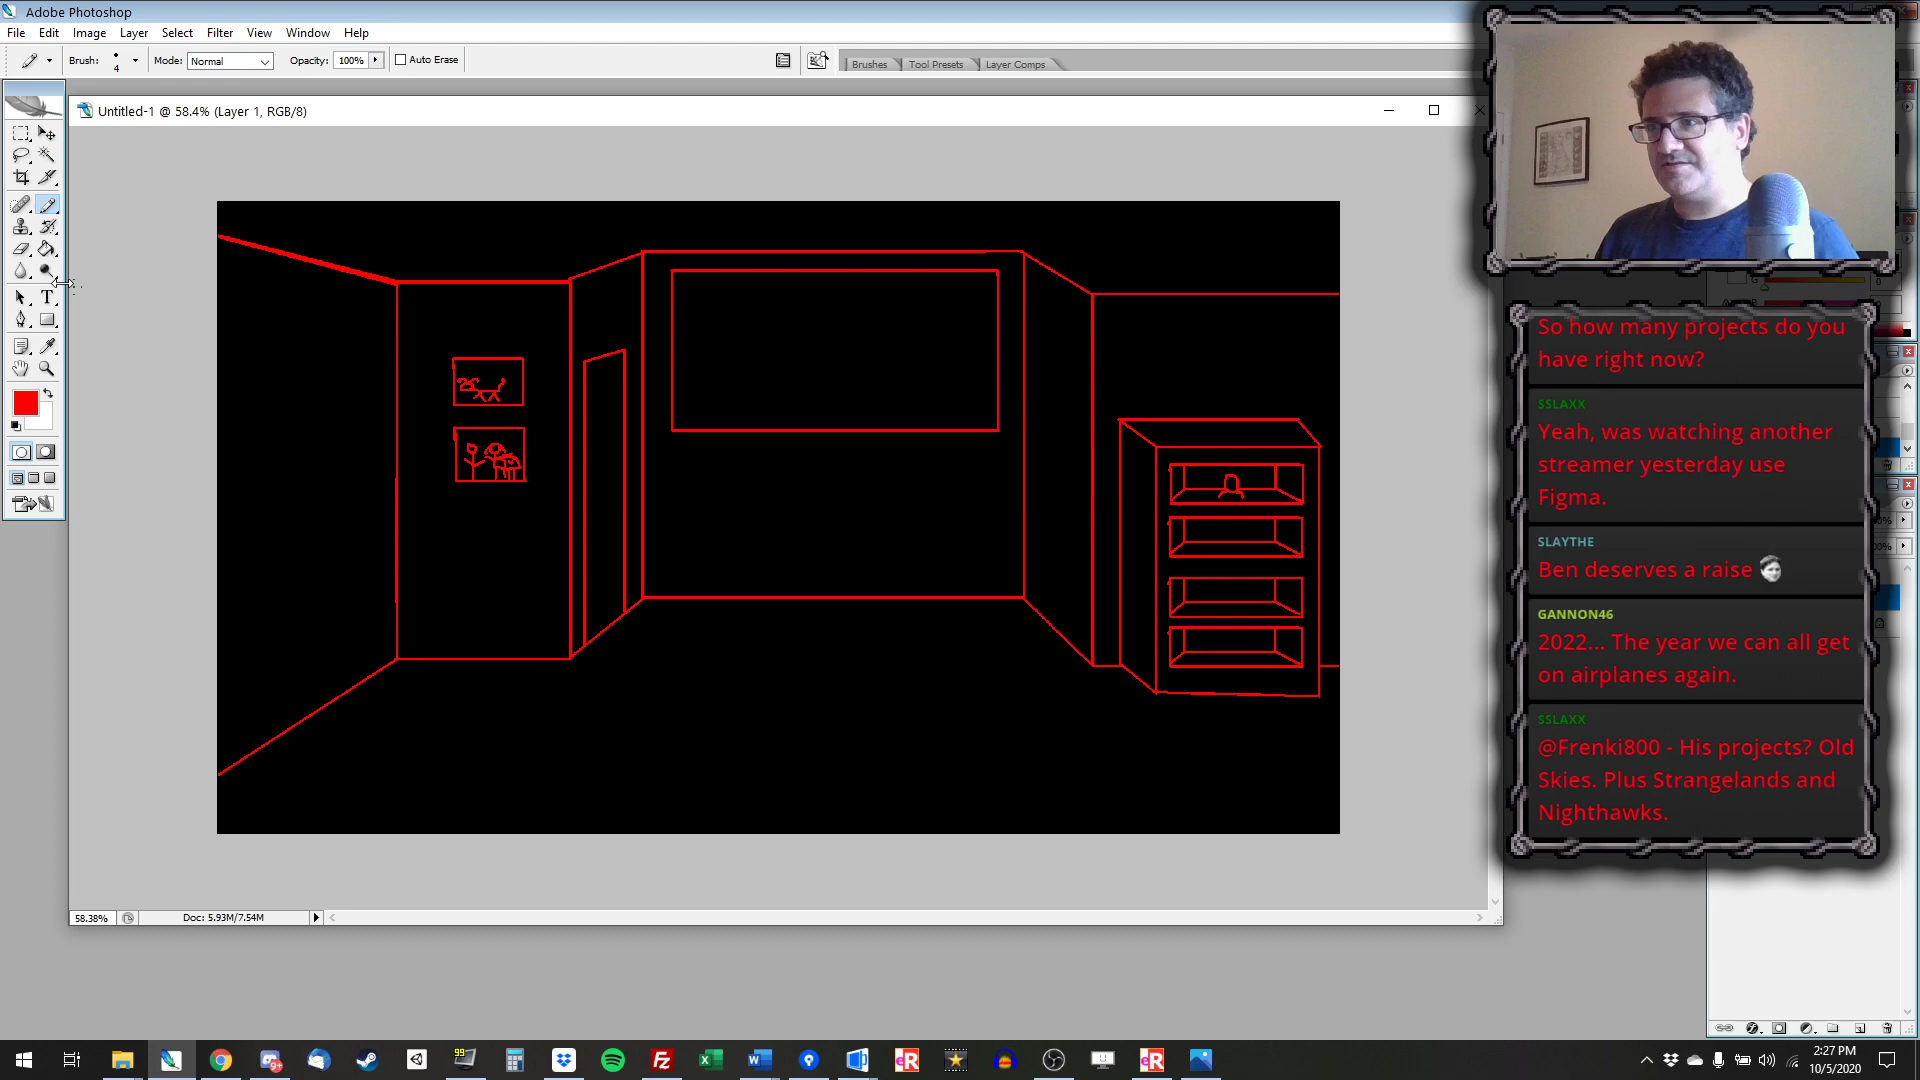 Adobe Photoshop
File Edit Image Layer Select Filter View Window Help
Brush: 4 Mode: Normal Opacity: 100% Auto Erase
Brushes Tool Presets Layer Comps
Untitled-1 @ 58.4% (Layer 1, RGB/8)
So how many projects do you
have right now?
SSLAXX
Yeah, was watching another
streamer yesterday use
Figma.
SLAYTHE
Ben deserves a raise
GANNON46
2022... The year we can all get
on airplanes again.
SSLAXX
@Frenki800 - His projects? Old
Skies. Plus Strangelands and
Nighthawks.
58.38% Doc: 5.93M/7.54M
2:27 PM
10/5/2020